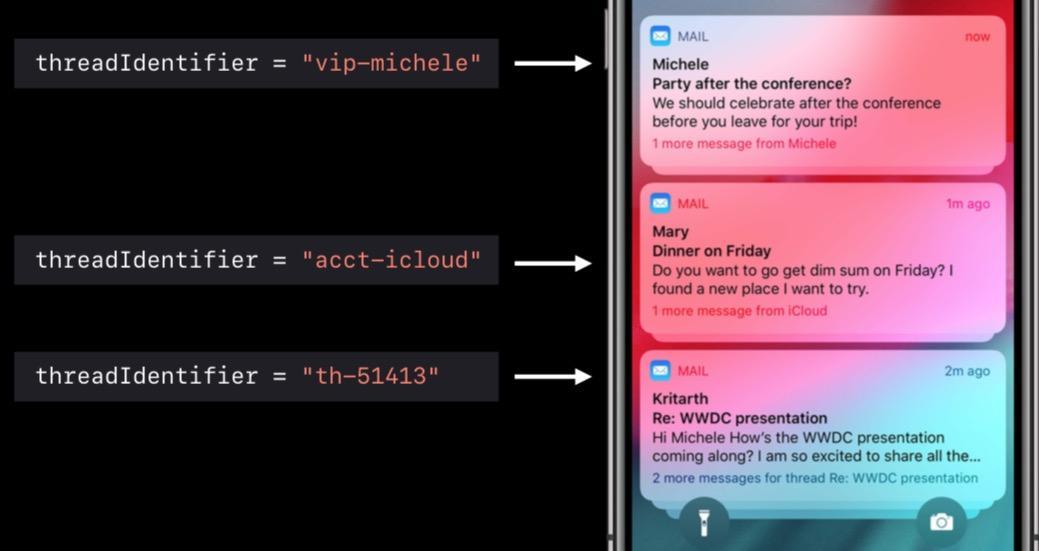 threadIdentifier = "vip-michele"
threadIdentifier = "acct-icloud"
threadIdentifier = "th-51413"
MAIL now
Michele
Party after the conference?
We should celebrate after the conference
before you leave for your trip!
1 more message from Michele
MAIL 1m ago
Mary
Dinner on Friday
Do you want to go get dim sum on Friday? I
found a new place I want to try.
1 more message from iCloud
MAIL 2m ago
Kritarth
Re: WWDC presentation
Hi Michele How's the WWDC presentation
coming along? I am so excited to share all the...
2 more messages for thread Re: WWDC presentation